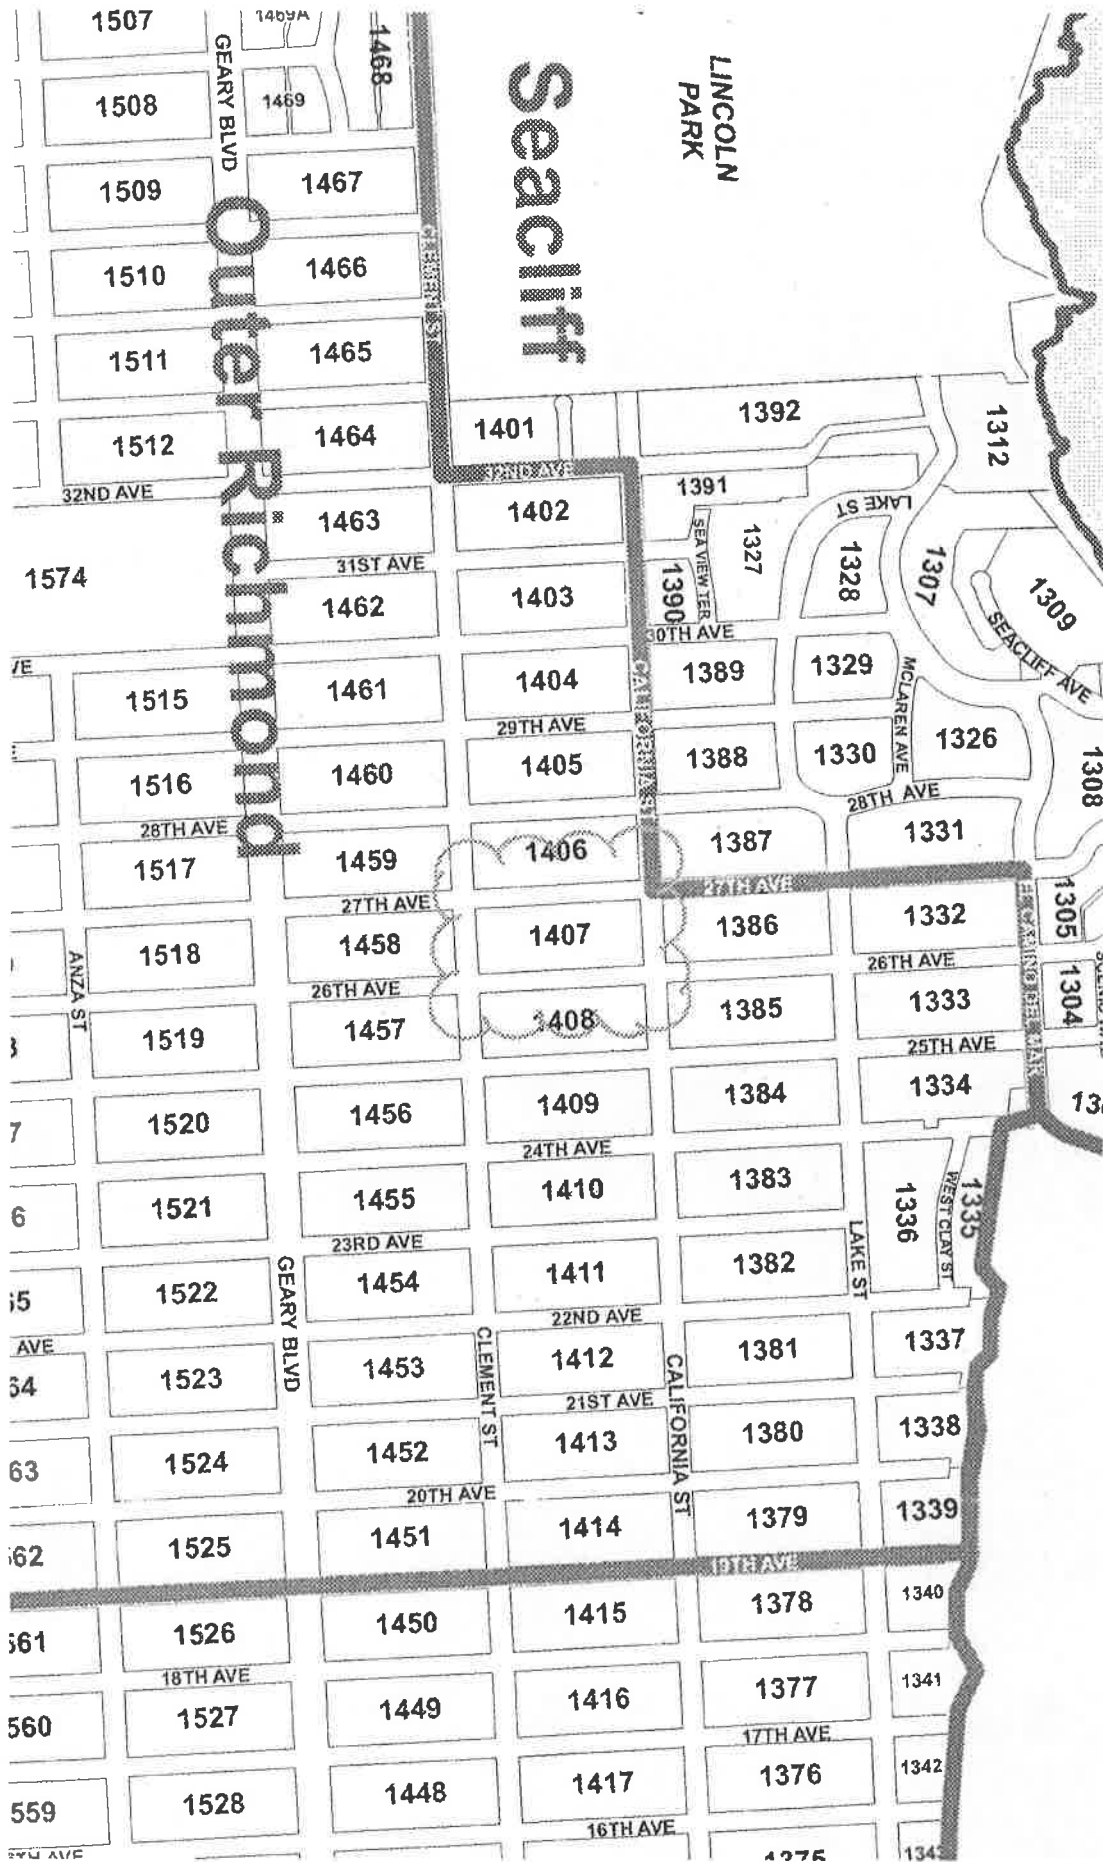 1507
1469A
1468
GEARY BLVD
LINCOLN
PARK
Seacliff
1508
1469
1509
1467
Outer Richmond
1510
1466
1511
1465
1512
1464
1401
1392
1312
32ND AVE
32ND AVE
1463
1402
1391
LAKE ST
1574
31ST AVE
1462
1403
1390
SEA VIEW TER
1327
1328
1307
1309
SEACLIFF AVE
30TH AVE
1515
1461
1404
1389
1329
MCLAREN AVE
1326
1308
29TH AVE
CALIFORNIA ST
1516
1460
1405
1388
1330
28TH AVE
28TH AVE
1517
1459
1406
1387
1331
27TH AVE
27TH AVE
1518
1458
1407
1386
1332
1305
ANZA ST
26TH AVE
26TH AVE
EL CAMINO DEL MAR
1519
1457
1408
1385
1333
1304
25TH AVE
1520
1456
1409
1384
1334
24TH AVE
1521
1455
1410
1383
1336
WEST CLAY ST
1335
23RD AVE
LAKE ST
1522
1454
1411
1382
GEARY BLVD
22ND AVE
AVE
1523
1453
CLEMENT ST
1412
CALIFORNIA ST
1381
1337
21ST AVE
1524
1452
1413
1380
1338
20TH AVE
1525
1451
1414
1379
1339
19TH AVE
1526
1450
1415
1378
1340
18TH AVE
560
1527
1449
1416
1377
1341
17TH AVE
559
1528
1448
1417
1376
1342
16TH AVE